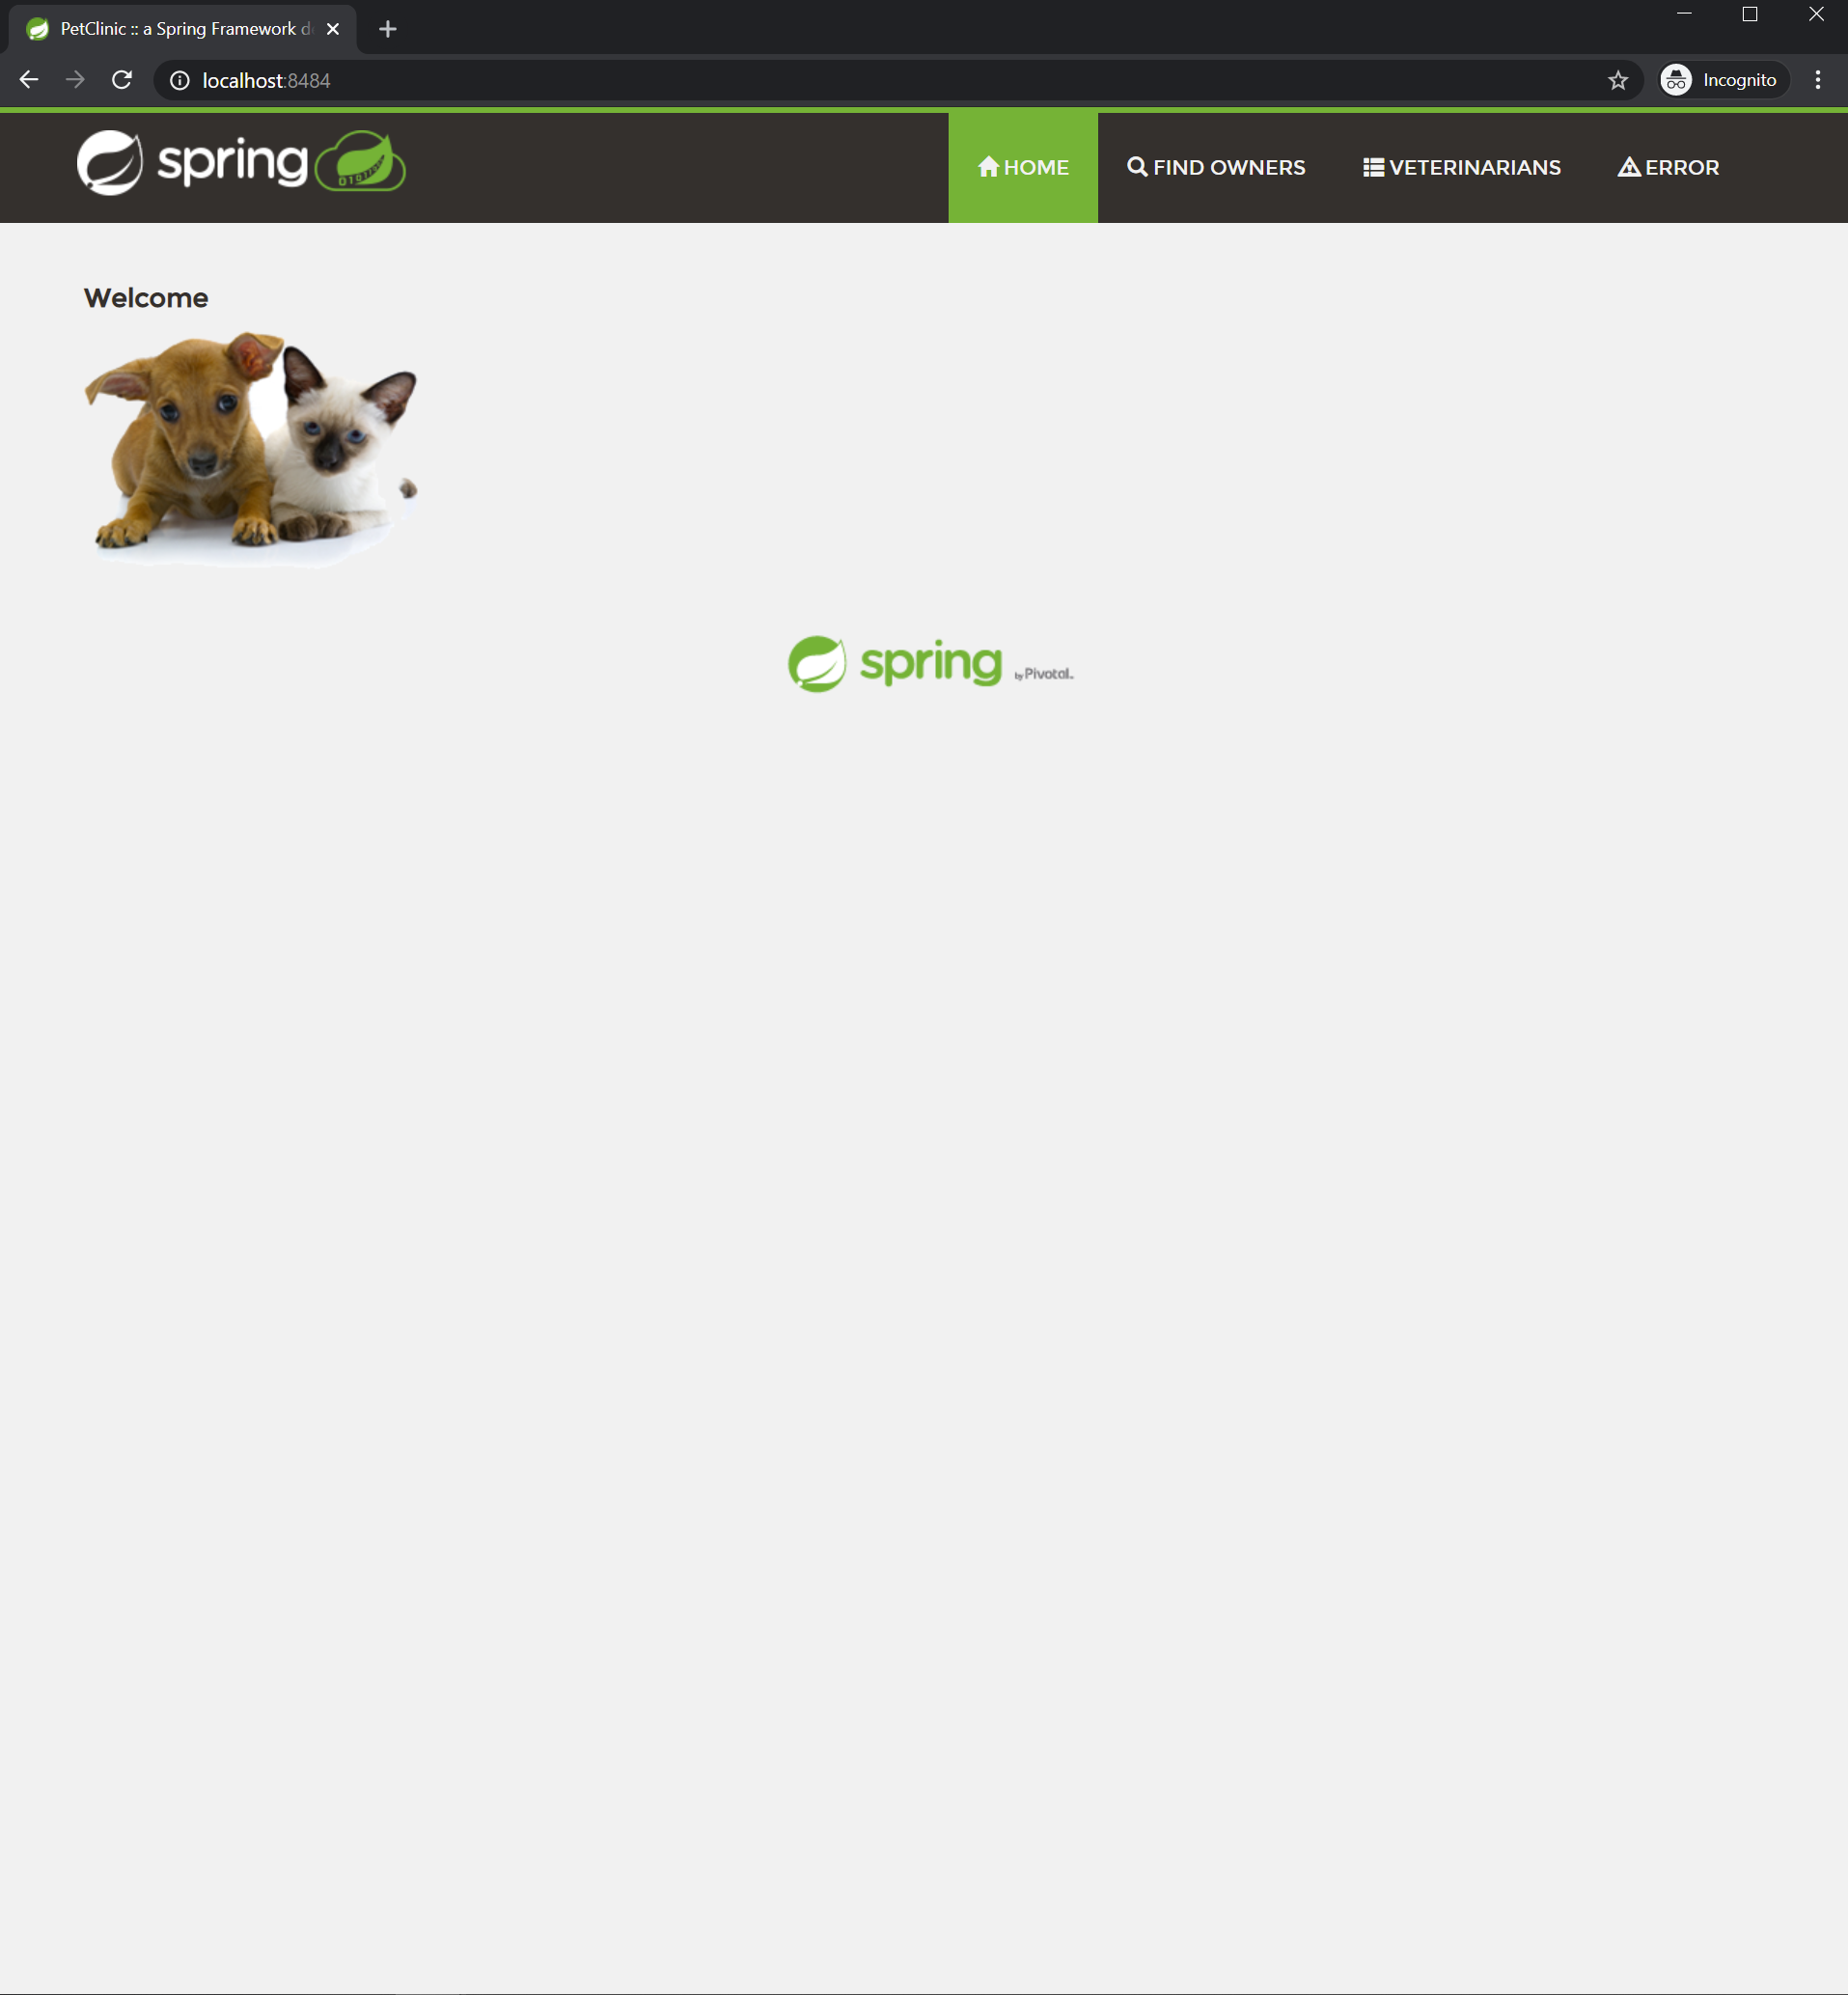 PetClinic :: a Spring Framework
localhost:8484
Incognito
spring
HOME
FIND OWNERS
VETERINARIANS
ERROR
Welcome
spring by Pivotal